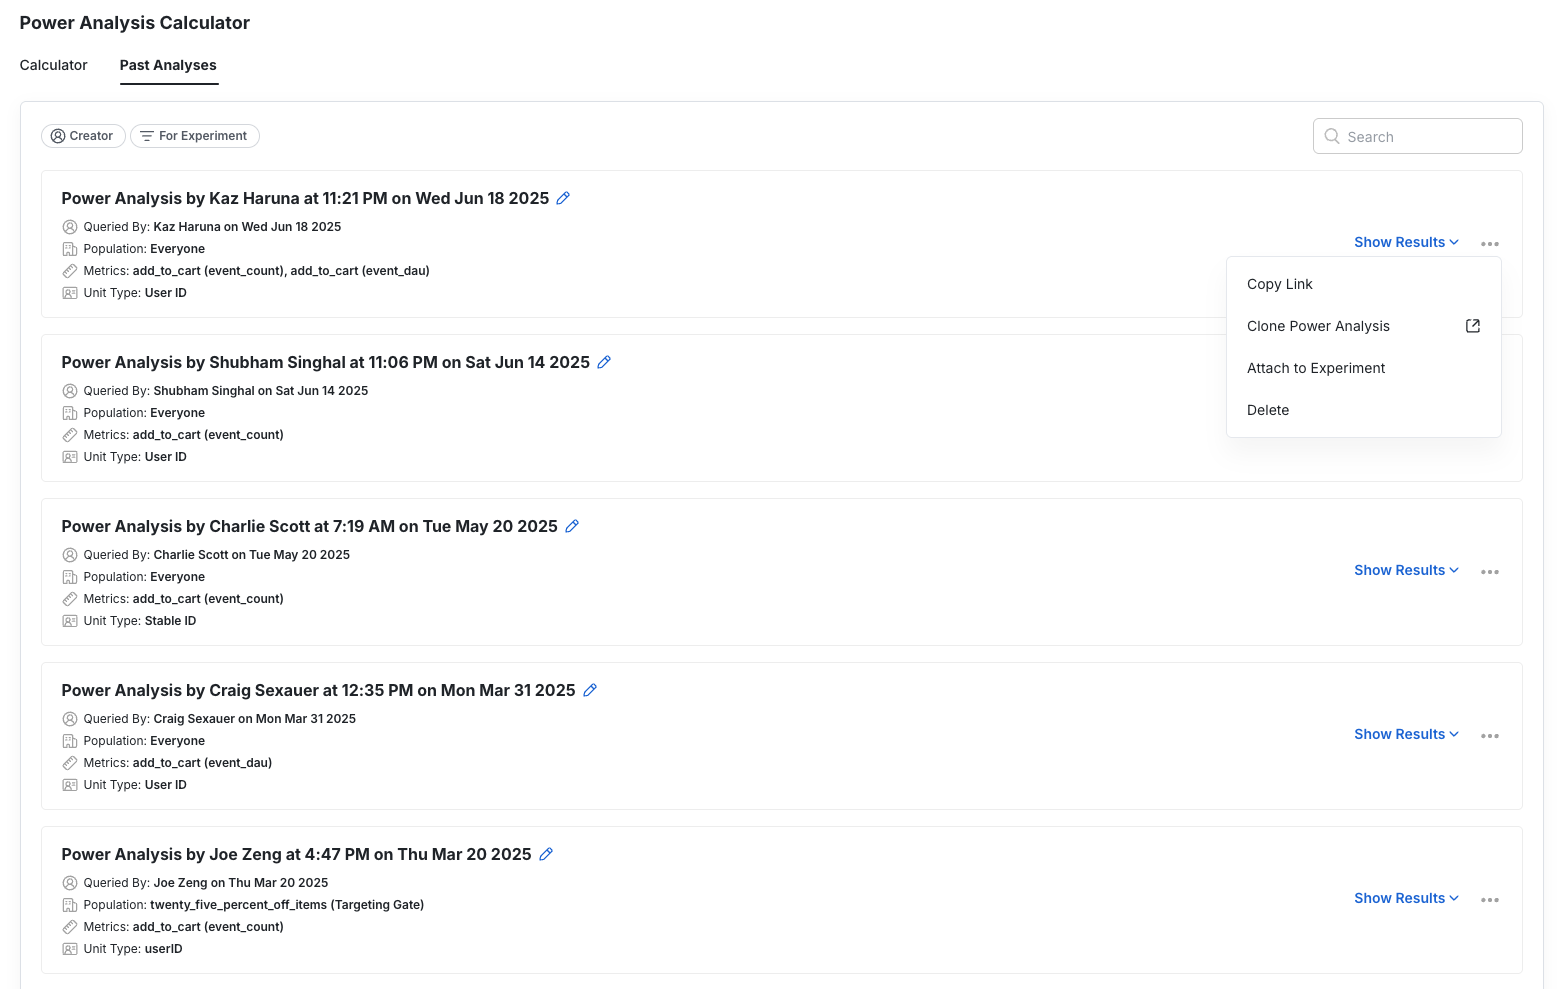 Power Analysis Calculator
Calculator
Past Analyses
Creator
For Experiment
Search
Power Analysis by Kaz Haruna at 11:21 PM on Wed Jun 18 2025
Queried By: Kaz Haruna on Wed Jun 18 2025
Population: Everyone
Metrics: add_to_cart (event_count), add_to_cart (event_dau)
Unit Type: User ID
Show Results
Copy Link
Clone Power Analysis
Attach to Experiment
Delete
Power Analysis by Shubham Singhal at 11:06 PM on Sat Jun 14 2025
Queried By: Shubham Singhal on Sat Jun 14 2025
Population: Everyone
Metrics: add_to_cart (event_count)
Unit Type: User ID
Power Analysis by Charlie Scott at 7:19 AM on Tue May 20 2025
Queried By: Charlie Scott on Tue May 20 2025
Population: Everyone
Metrics: add_to_cart (event_count)
Unit Type: Stable ID
Show Results
Power Analysis by Craig Sexauer at 12:35 PM on Mon Mar 31 2025
Queried By: Craig Sexauer on Mon Mar 31 2025
Population: Everyone
Metrics: add_to_cart (event_dau)
Unit Type: User ID
Show Results
Power Analysis by Joe Zeng at 4:47 PM on Thu Mar 20 2025
Queried By: Joe Zeng on Thu Mar 20 2025
Population: twenty_five_percent_off_items (Targeting Gate)
Metrics: add_to_cart (event_count)
Unit Type: userID
Show Results